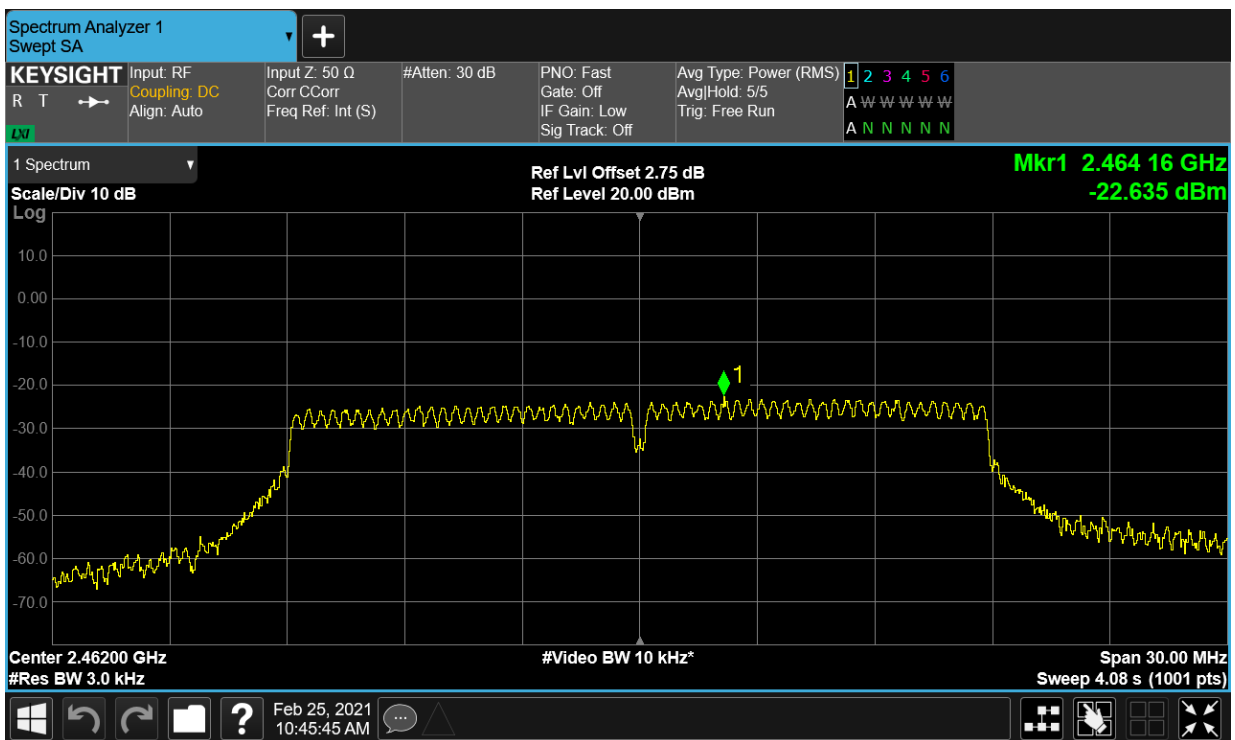 Spectrum Analyzer 1
Swept SA
KEYSIGHT
R T
LXI
Input: RF
Coupling: DC
Align: Auto
Input Z: 50 Ω
Corr CCorr
Freq Ref: Int (S)
#Atten: 30 dB
PNO: Fast
Gate: Off
IF Gain: Low
Sig Track: Off
Avg Type: Power (RMS)
Avg|Hold: 5/5
Trig: Free Run
1 2 3 4 5 6
A W W W W W
A N N N N N
1 Spectrum
Scale/Div 10 dB
Ref Lvl Offset 2.75 dB
Ref Level 20.00 dBm
Mkr1 2.464 16 GHz
-22.635 dBm
Log
10.0
0.00
-10.0
-20.0
-30.0
-40.0
-50.0
-60.0
-70.0
1
Center 2.46200 GHz
#Res BW 3.0 kHz
#Video BW 10 kHz*
Span 30.00 MHz
Sweep 4.08 s (1001 pts)
?
Feb 25, 2021
10:45:45 AM